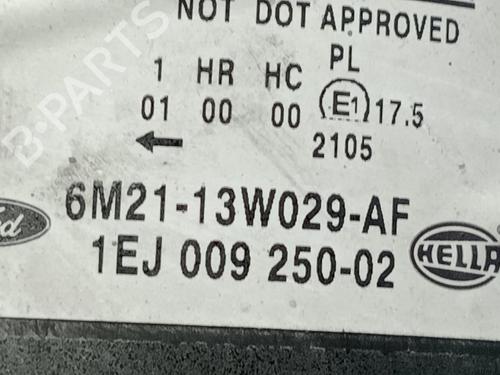 NOT DOT APPROVED
1 HR HC PL
01 00 00 E1 17.5
2105
6M21-13W029-AF
1EJ 009 250-02
HELLA
B-PARTS